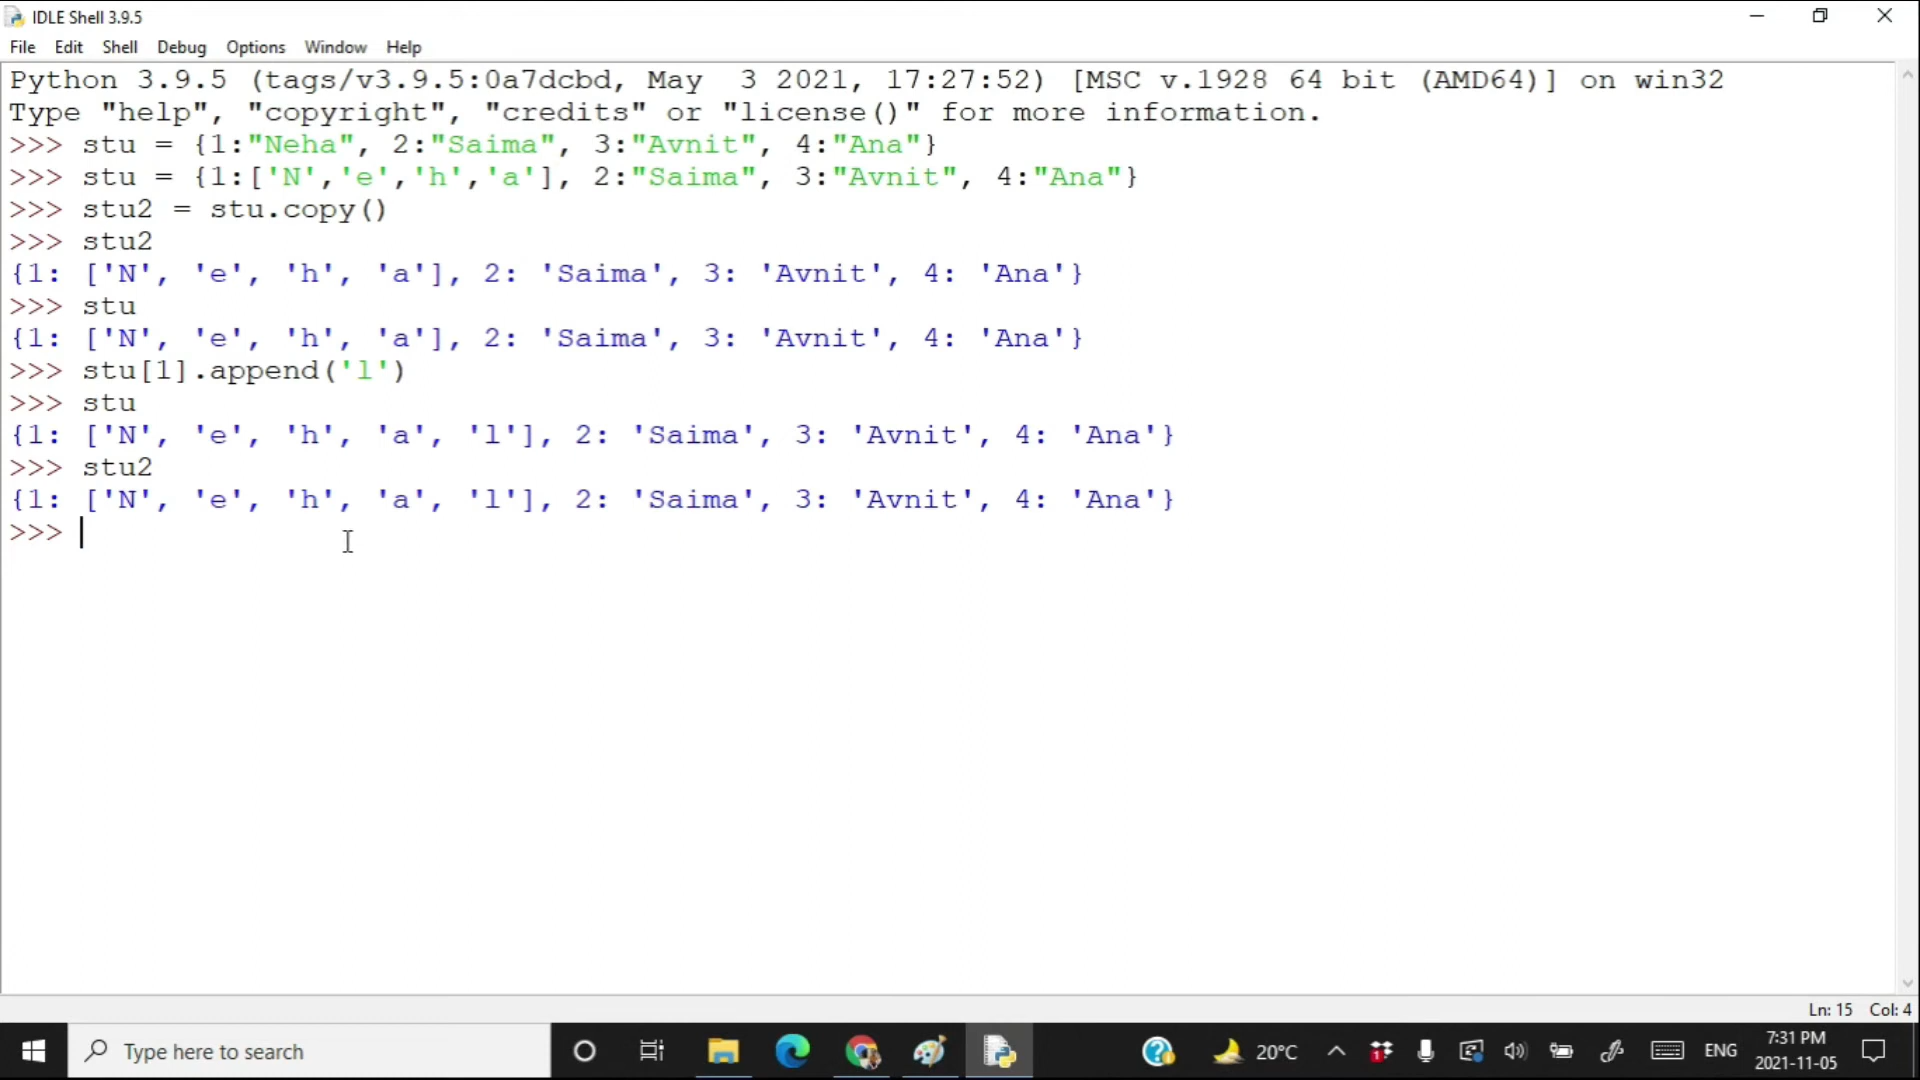 IDLE Shell 3.9.5
File Edit Shell Debug Options Window Help
Python 3.9.5 (tags/v3.9.5:0a7dcbd, May  3 2021, 17:27:52) [MSC v.1928 64 bit (AMD64)] on win32
Type "help", "copyright", "credits" or "license()" for more information.
>>> stu = {1:"Neha", 2:"Saima", 3:"Avnit", 4:"Ana"}
>>> stu = {1:['N','e','h','a'], 2:"Saima", 3:"Avnit", 4:"Ana"}
>>> stu2 = stu.copy()
>>> stu2
{1: ['N', 'e', 'h', 'a'], 2: 'Saima', 3: 'Avnit', 4: 'Ana'}
>>> stu
{1: ['N', 'e', 'h', 'a'], 2: 'Saima', 3: 'Avnit', 4: 'Ana'}
>>> stu[1].append('l')
>>> stu
{1: ['N', 'e', 'h', 'a', 'l'], 2: 'Saima', 3: 'Avnit', 4: 'Ana'}
>>> stu2
{1: ['N', 'e', 'h', 'a', 'l'], 2: 'Saima', 3: 'Avnit', 4: 'Ana'}
>>>
Ln: 15 Col: 4
Type here to search
20°C
ENG
7:31 PM
2021-11-05